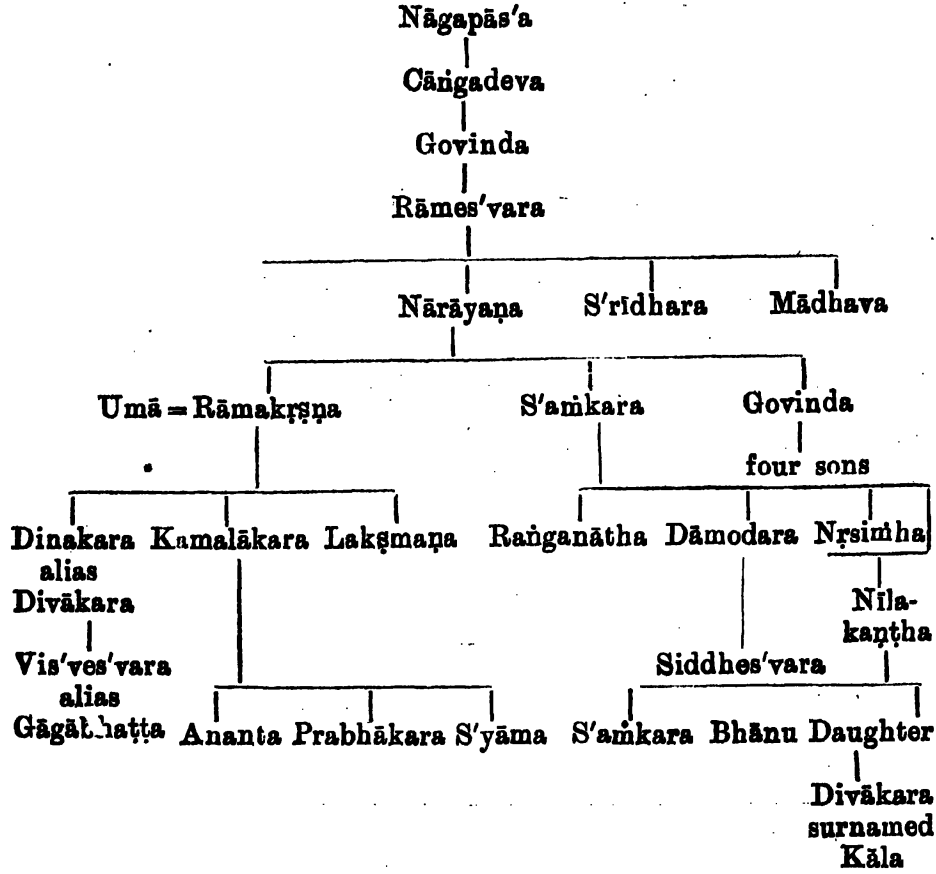 Nāgapās'a
Cāṅgadeva
Govinda
Rāmes'vara
Nārāyaṇa S'rīdhara Mādhava
Umā = Rāmakṛṣṇa S'aṁkara Govinda
four sons
Dinakara Kamalākara Lakṣmaṇa Raṅganātha Dāmodara Nṛsiṁha
alias
Divākara Nīla-
kaṇṭha
Vis'ves'vara Siddhes'vara
alias
Gāgābhaṭṭa Ananta Prabhākara S'yāma S'aṁkara Bhānu Daughter
Divākara
surnamed
Kāla